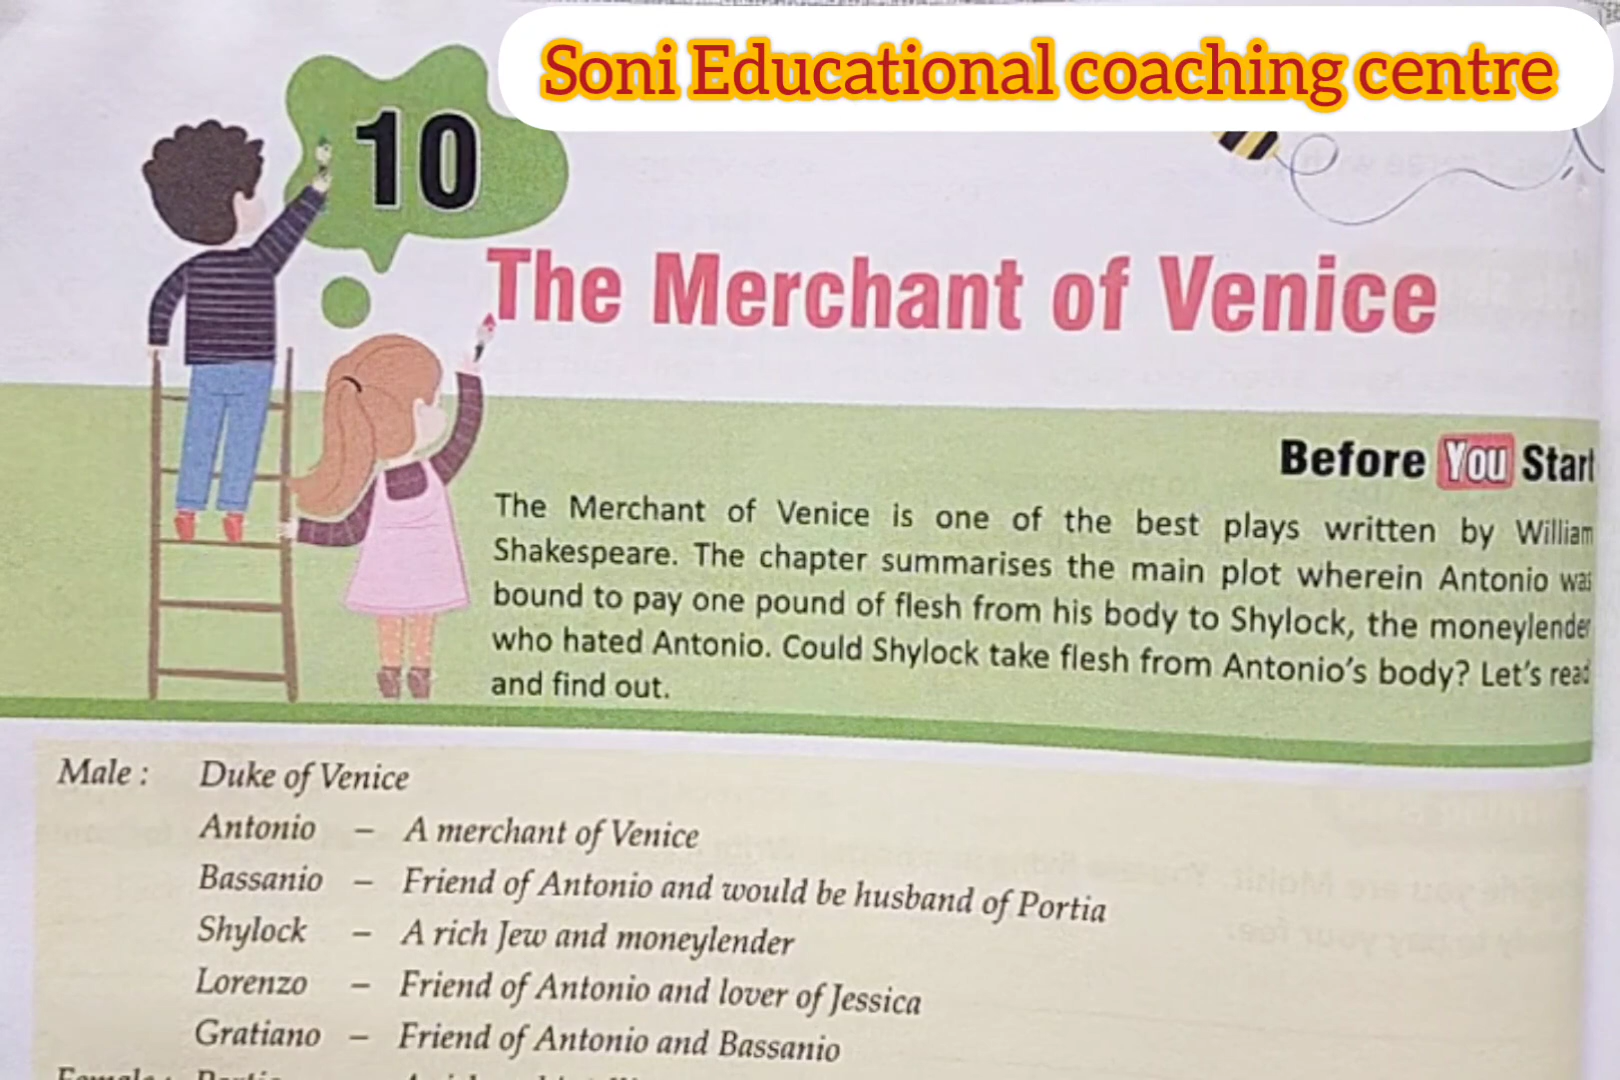 Soni Educational coaching centre
10
The Merchant of Venice
Before You Start
The Merchant of Venice is one of the best plays written by William
Shakespeare. The chapter summarises the main plot wherein Antonio was
bound to pay one pound of flesh from his body to Shylock, the moneylender
who hated Antonio. Could Shylock take flesh from Antonio's body? Let's read
and find out.
Male : Duke of Venice
Antonio – A merchant of Venice
Bassanio – Friend of Antonio and would be husband of Portia
Shylock – A rich Jew and moneylender
Lorenzo – Friend of Antonio and lover of Jessica
Gratiano – Friend of Antonio and Bassanio
Female : Portia